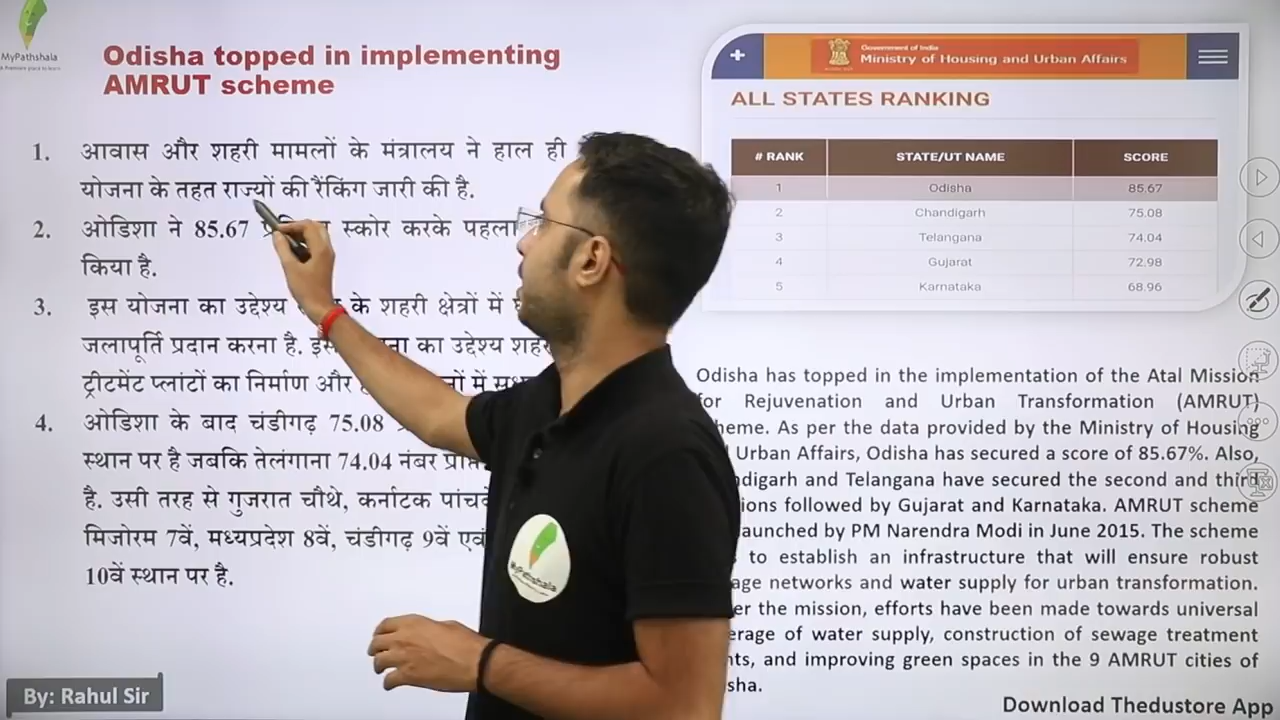 MyPathshala
Odisha topped in implementing
AMRUT scheme
1. आवास और शहरी मामलों के मंत्रालय ने हाल ही
योजना के तहत राज्यों की रैंकिंग जारी की है.
2. ओडिशा ने 85.67 स्कोर करके पहला
किया है.
3. इस योजना का उद्देश्य के शहरी क्षेत्रों में
जलापूर्ति प्रदान करना है. का उद्देश्य
ट्रीटमेंट प्लांटों का निर्माण और में
4. ओडिशा के बाद चंडीगढ़ 75.08
स्थान पर है जबकि तेलंगाना 74.04 नंबर
है. उसी तरह से गुजरात चौथे, कर्नाटक
मिजोरम 7वें, मध्यप्रदेश 8वें, चंडीगढ़ 9वें एवं
10वें स्थान पर है.
By: Rahul Sir
Government of India
Ministry of Housing and Urban Affairs
ALL STATES RANKING
# RANK STATE/UT NAME SCORE
1 Odisha 85.67
2 Chandigarh 75.08
3 Telangana 74.04
4 Gujarat 72.98
5 Karnataka 68.96
Odisha has topped in the implementation of the Atal Mission
for Rejuvenation and Urban Transformation (AMRUT)
scheme. As per the data provided by the Ministry of Housing
Urban Affairs, Odisha has secured a score of 85.67%. Also,
Chandigarh and Telangana have secured the second and third
followed by Gujarat and Karnataka. AMRUT scheme
launched by PM Narendra Modi in June 2015. The scheme
to establish an infrastructure that will ensure robust
networks and water supply for urban transformation.
the mission, efforts have been made towards universal
of water supply, construction of sewage treatment
and improving green spaces in the 9 AMRUT cities of
MyPathshala
Download Thedustore App